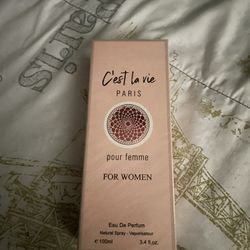 C'est la vie
PARIS
pour femme
FOR WOMEN
Eau De Parfum
Natural Spray - Vaporisateur
e 100ml 3.4 fl.oz.